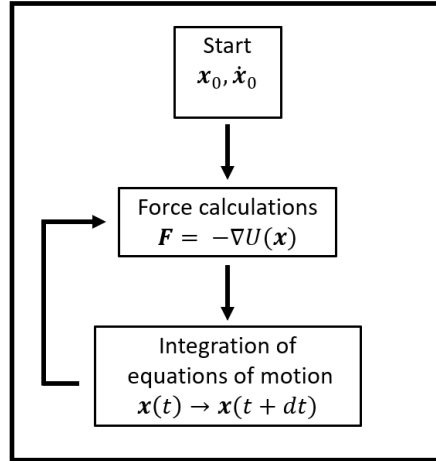 Start
𝒙₀, 𝒙̇₀
Force calculations
𝑭 = −∇𝑈(𝒙)
Integration of
equations of motion
𝒙(𝑡) → 𝒙(𝑡 + 𝑑𝑡)